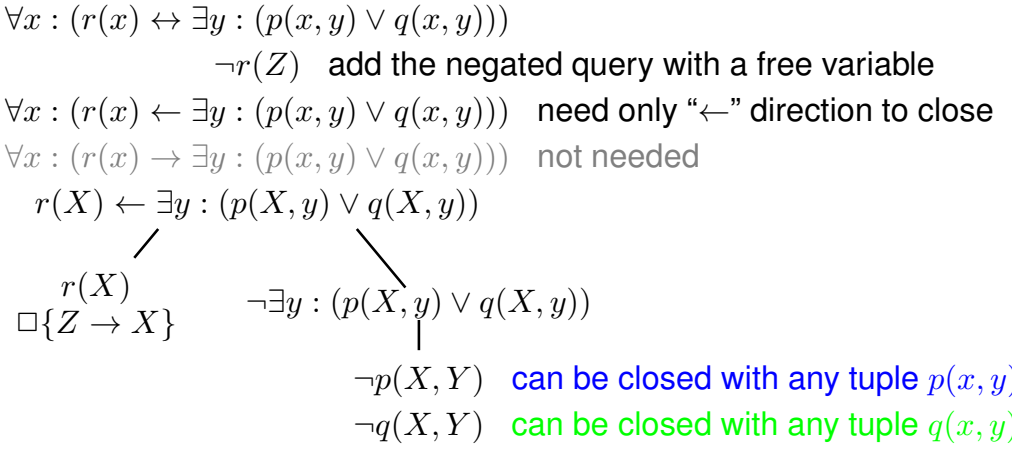 ∀x : (r(x) ↔ ∃y : (p(x, y) ∨ q(x, y)))
¬r(Z) add the negated query with a free variable
∀x : (r(x) ← ∃y : (p(x, y) ∨ q(x, y))) need only “←” direction to close
∀x : (r(x) → ∃y : (p(x, y) ∨ q(x, y))) not needed
r(X) ← ∃y : (p(X, y) ∨ q(X, y))
r(X)
□{Z → X}
¬∃y : (p(X, y) ∨ q(X, y))
¬p(X, Y) can be closed with any tuple p(x, y)
¬q(X, Y) can be closed with any tuple q(x, y)